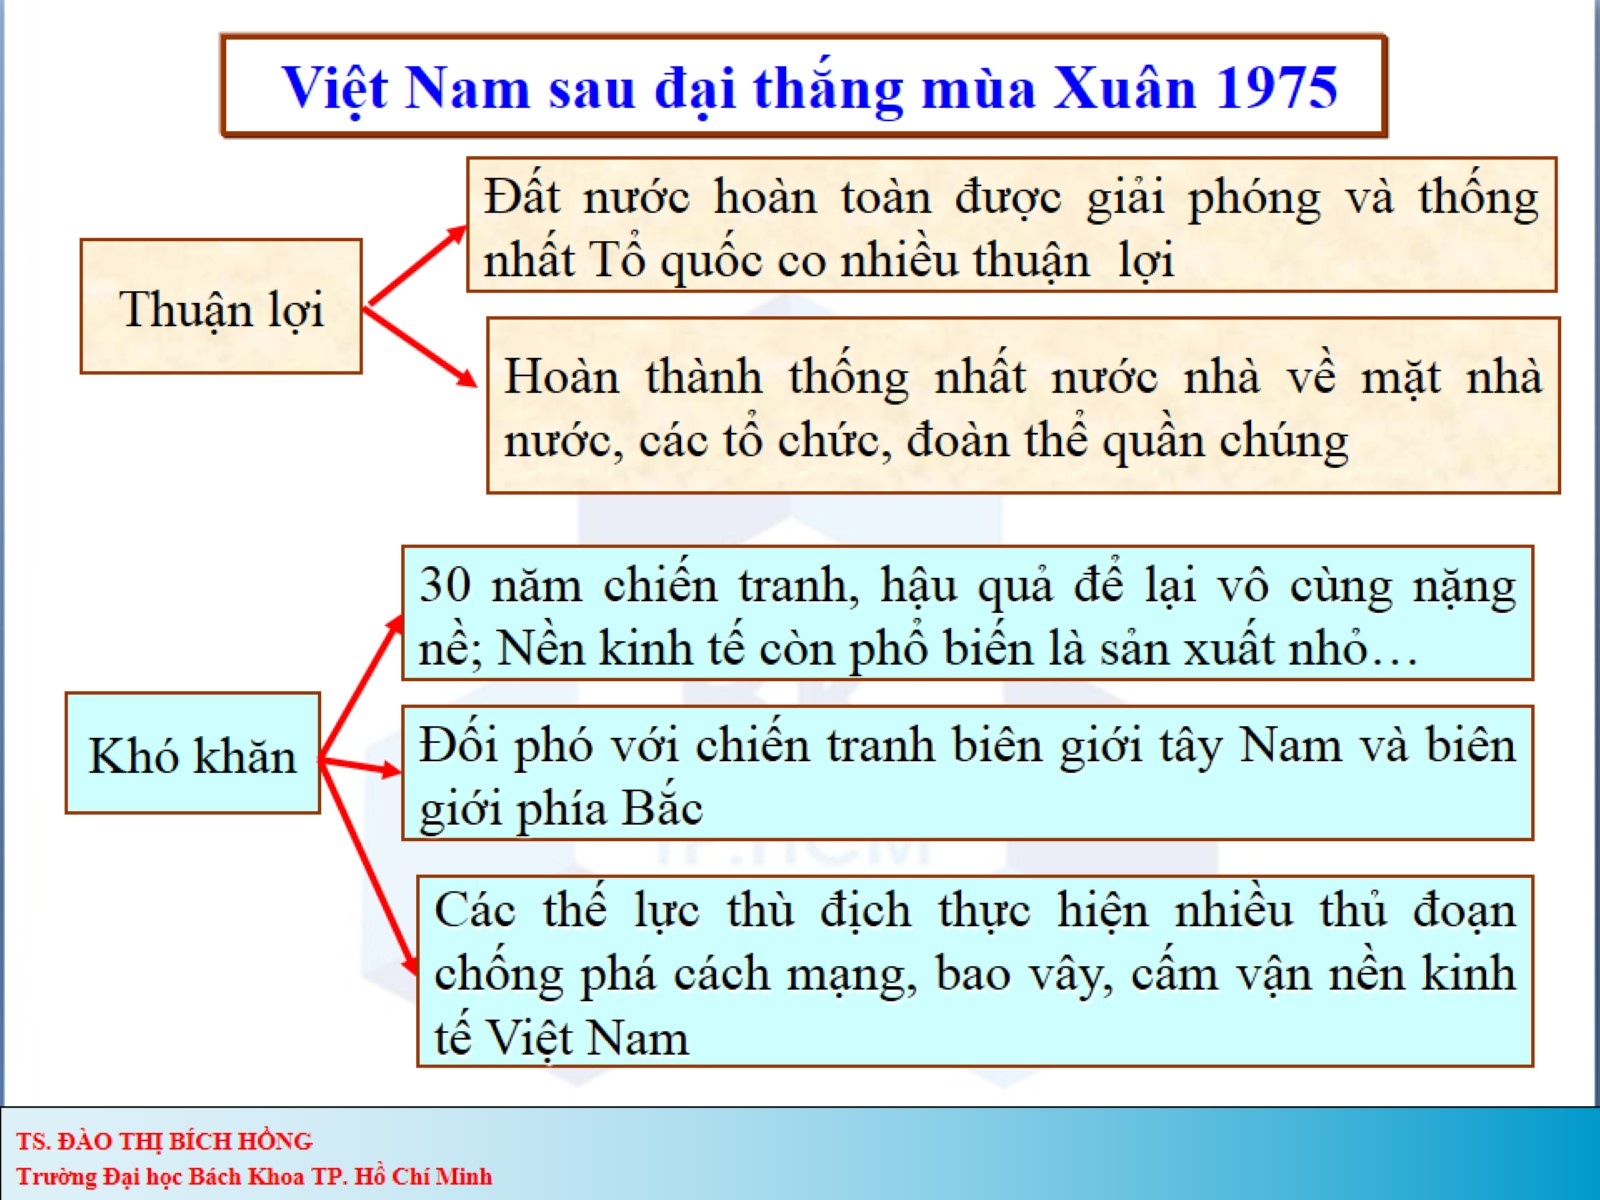 Việt Nam sau đại thắng mùa Xuân 1975
Thuận lợi
Đất nước hoàn toàn được giải phóng và thống
nhất Tổ quốc co nhiều thuận lợi
Hoàn thành thống nhất nước nhà về mặt nhà
nước, các tổ chức, đoàn thể quần chúng
Khó khăn
30 năm chiến tranh, hậu quả để lại vô cùng nặng
nề; Nền kinh tế còn phổ biến là sản xuất nhỏ…
Đối phó với chiến tranh biên giới tây Nam và biên
giới phía Bắc
Các thế lực thù địch thực hiện nhiều thủ đoạn
chống phá cách mạng, bao vây, cấm vận nền kinh
tế Việt Nam
TP.HCM
TS. ĐÀO THỊ BÍCH HỒNG
Trường Đại học Bách Khoa TP. Hồ Chí Minh